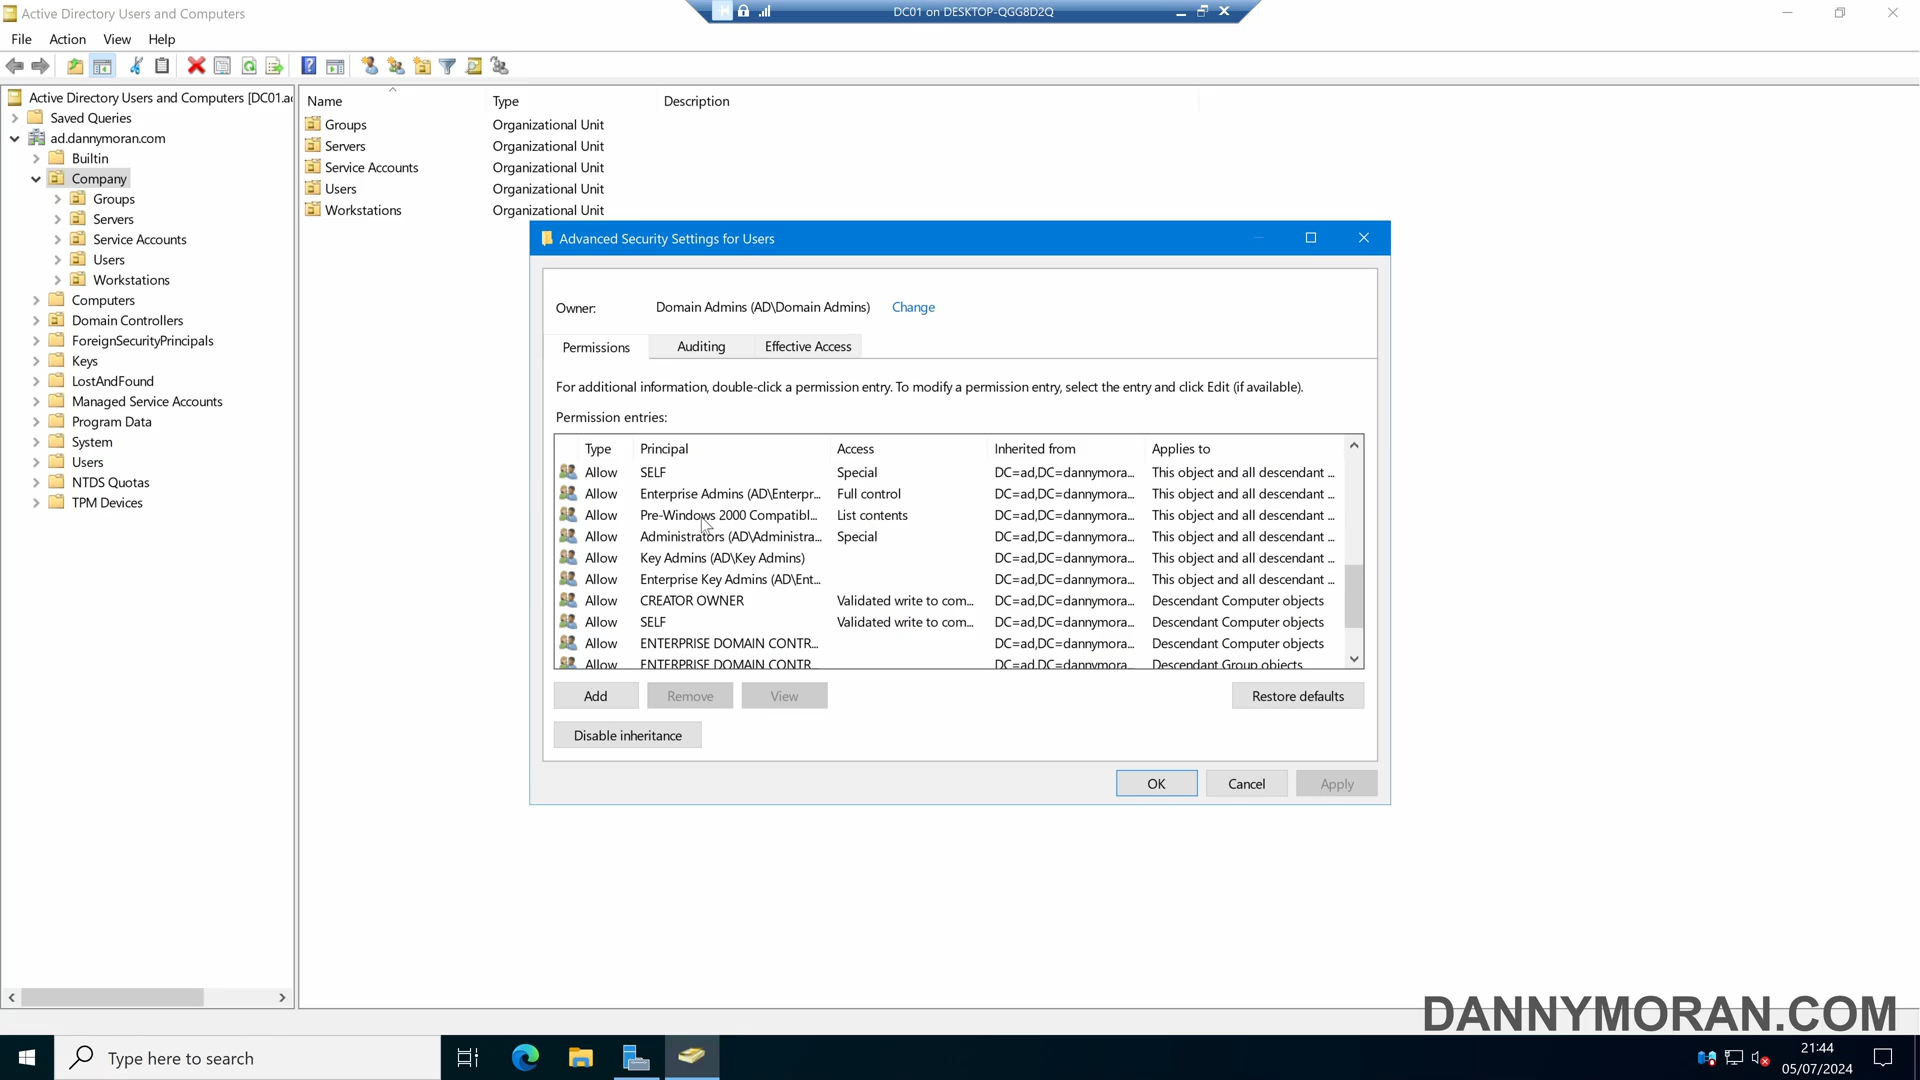 Active Directory Users and Computers
DC01 on DESKTOP-QGG8D2Q
File Action View Help
Active Directory Users and Computers [DC01.a
Saved Queries
ad.dannymoran.com
Builtin
Company
Groups
Servers
Service Accounts
Users
Workstations
Computers
Domain Controllers
ForeignSecurityPrincipals
Keys
LostAndFound
Managed Service Accounts
Program Data
System
Users
NTDS Quotas
TPM Devices
Name Type Description
Groups Organizational Unit
Servers Organizational Unit
Service Accounts Organizational Unit
Users Organizational Unit
Workstations Organizational Unit
Advanced Security Settings for Users
Owner: Domain Admins (AD\Domain Admins) Change
Permissions Auditing Effective Access
For additional information, double-click a permission entry. To modify a permission entry, select the entry and click Edit (if available).
Permission entries:
Type Principal Access Inherited from Applies to
Allow SELF Special DC=ad,DC=dannymora... This object and all descendant ...
Allow Enterprise Admins (AD\Enterpr... Full control DC=ad,DC=dannymora... This object and all descendant ...
Allow Pre-Windows 2000 Compatibl... List contents DC=ad,DC=dannymora... This object and all descendant ...
Allow Administrators (AD\Administra... Special DC=ad,DC=dannymora... This object and all descendant ...
Allow Key Admins (AD\Key Admins) DC=ad,DC=dannymora... This object and all descendant ...
Allow Enterprise Key Admins (AD\Ent... DC=ad,DC=dannymora... This object and all descendant ...
Allow CREATOR OWNER Validated write to com... DC=ad,DC=dannymora... Descendant Computer objects
Allow SELF Validated write to com... DC=ad,DC=dannymora... Descendant Computer objects
Allow ENTERPRISE DOMAIN CONTR... DC=ad,DC=dannymora... Descendant Computer objects
Allow ENTERPRISE DOMAIN CONTR... DC=ad,DC=dannymora... Descendant Group objects
Add Remove View Restore defaults
Disable inheritance
OK Cancel Apply
DANNYMORAN.COM
Type here to search
21:44
05/07/2024